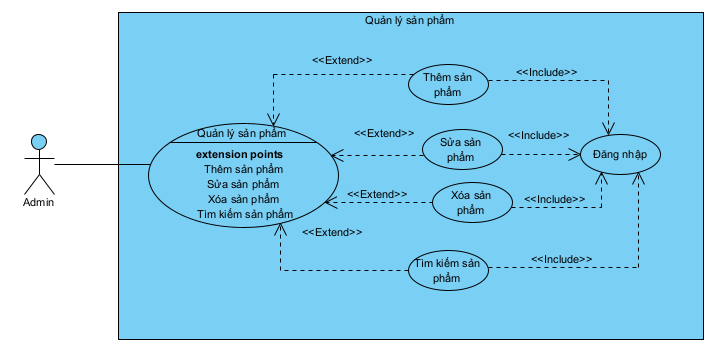 Quản lý sản phẩm
<<Extend>>
Thêm sản
phẩm
<<Include>>
Quản lý sản phẩm
extension points
Thêm sản phẩm
Sửa sản phẩm
Xóa sản phẩm
Tìm kiếm sản phẩm
<<Extend>>
Sửa sản
phẩm
<<Include>>
Đăng nhập
Admin
<<Extend>>
Xóa sản
phẩm
<<Include>>
<<Extend>>
Tìm kiếm sản
phẩm
<<Include>>